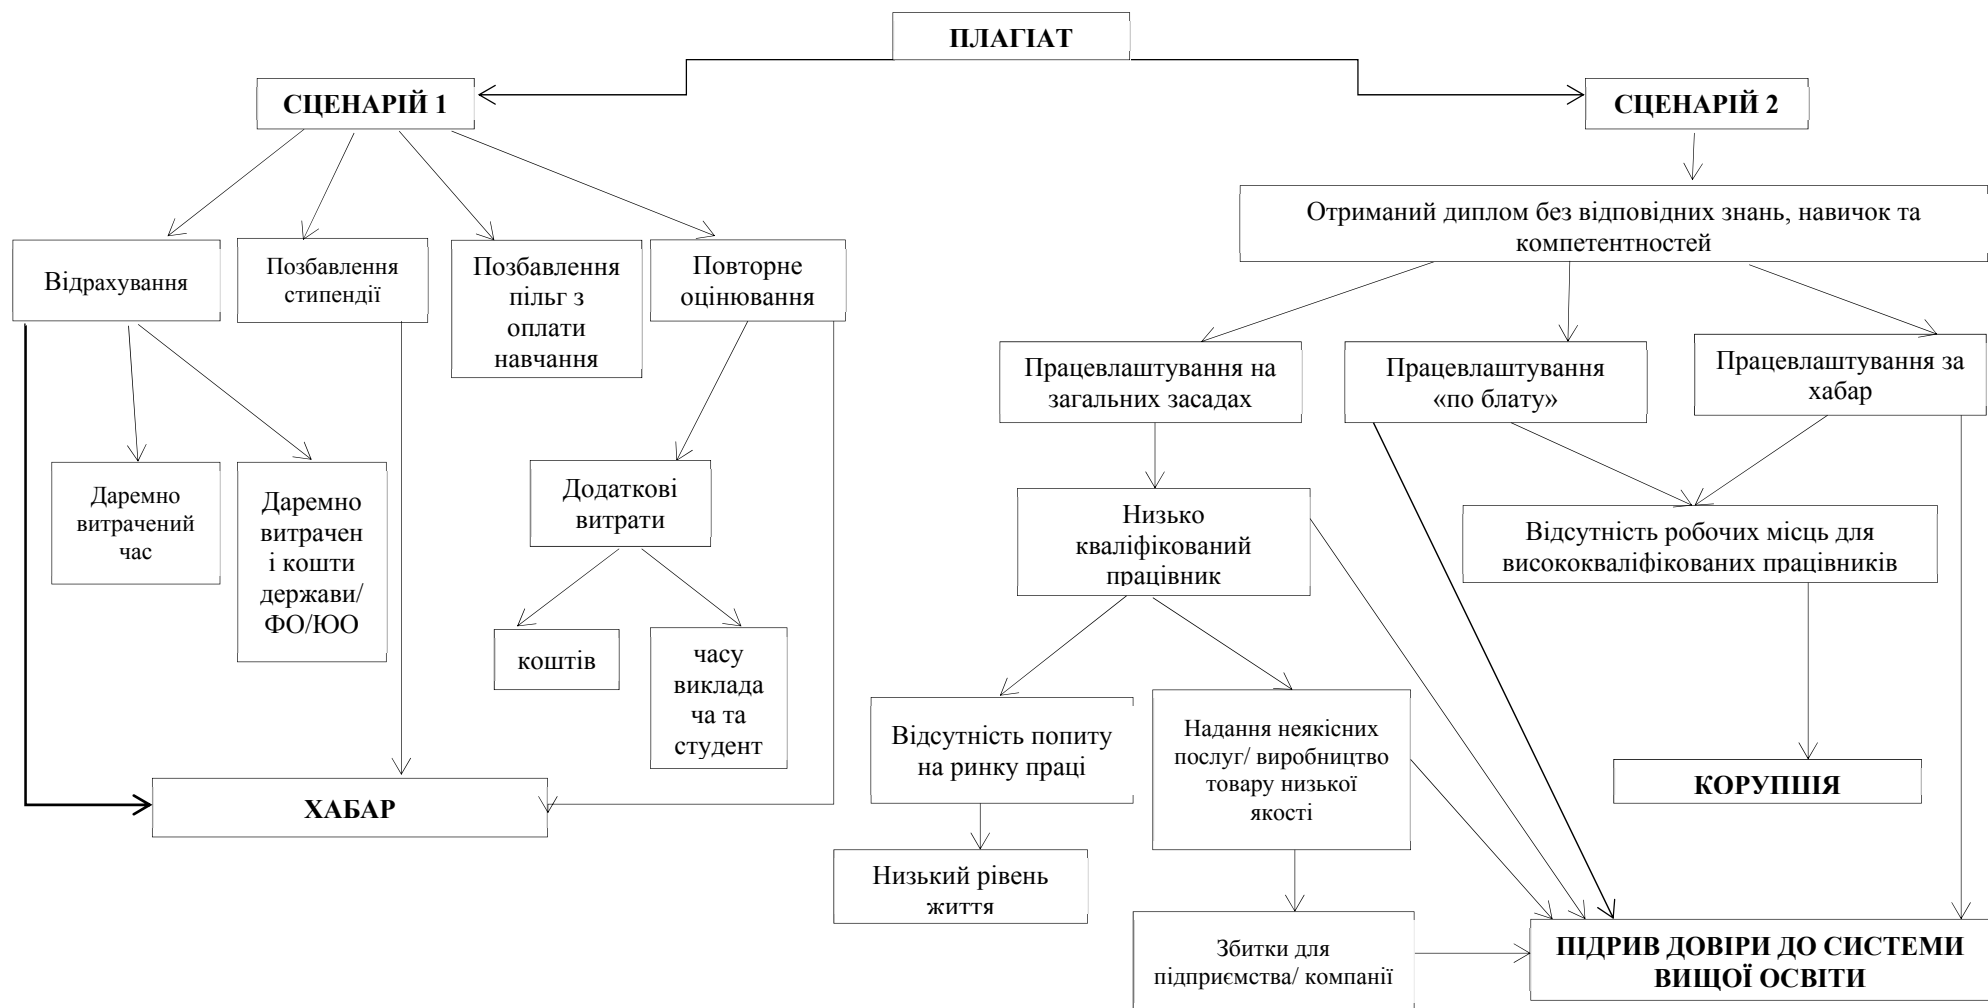 ПЛАГІАТ
СЦЕНАРІЙ 1
СЦЕНАРІЙ 2
Отриманий диплом без відповідних знань, навичок та
компетентностей
Відрахування
Позбавлення
стипендії
Позбавлення
пільг з
оплати
навчання
Повторне
оцінювання
Працевлаштування на
загальних засадах
Працевлаштування
«по блату»
Працевлаштування за
хабар
Даремно
витрачений
час
Даремно
витрачен
і кошти
держави/
ФО/ЮО
Додаткові
витрати
Низько
кваліфікований
працівник
Відсутність робочих місць для
висококваліфікованих працівників
коштів
часу
виклада
ча та
студент
Відсутність попиту
на ринку праці
Надання неякісних
послуг/ виробництво
товару низької
якості
КОРУПЦІЯ
ХАБАР
Низький рівень
життя
Збитки для
підприємства/ компанії
ПІДРИВ ДОВІРИ ДО СИСТЕМИ
ВИЩОЇ ОСВІТИ